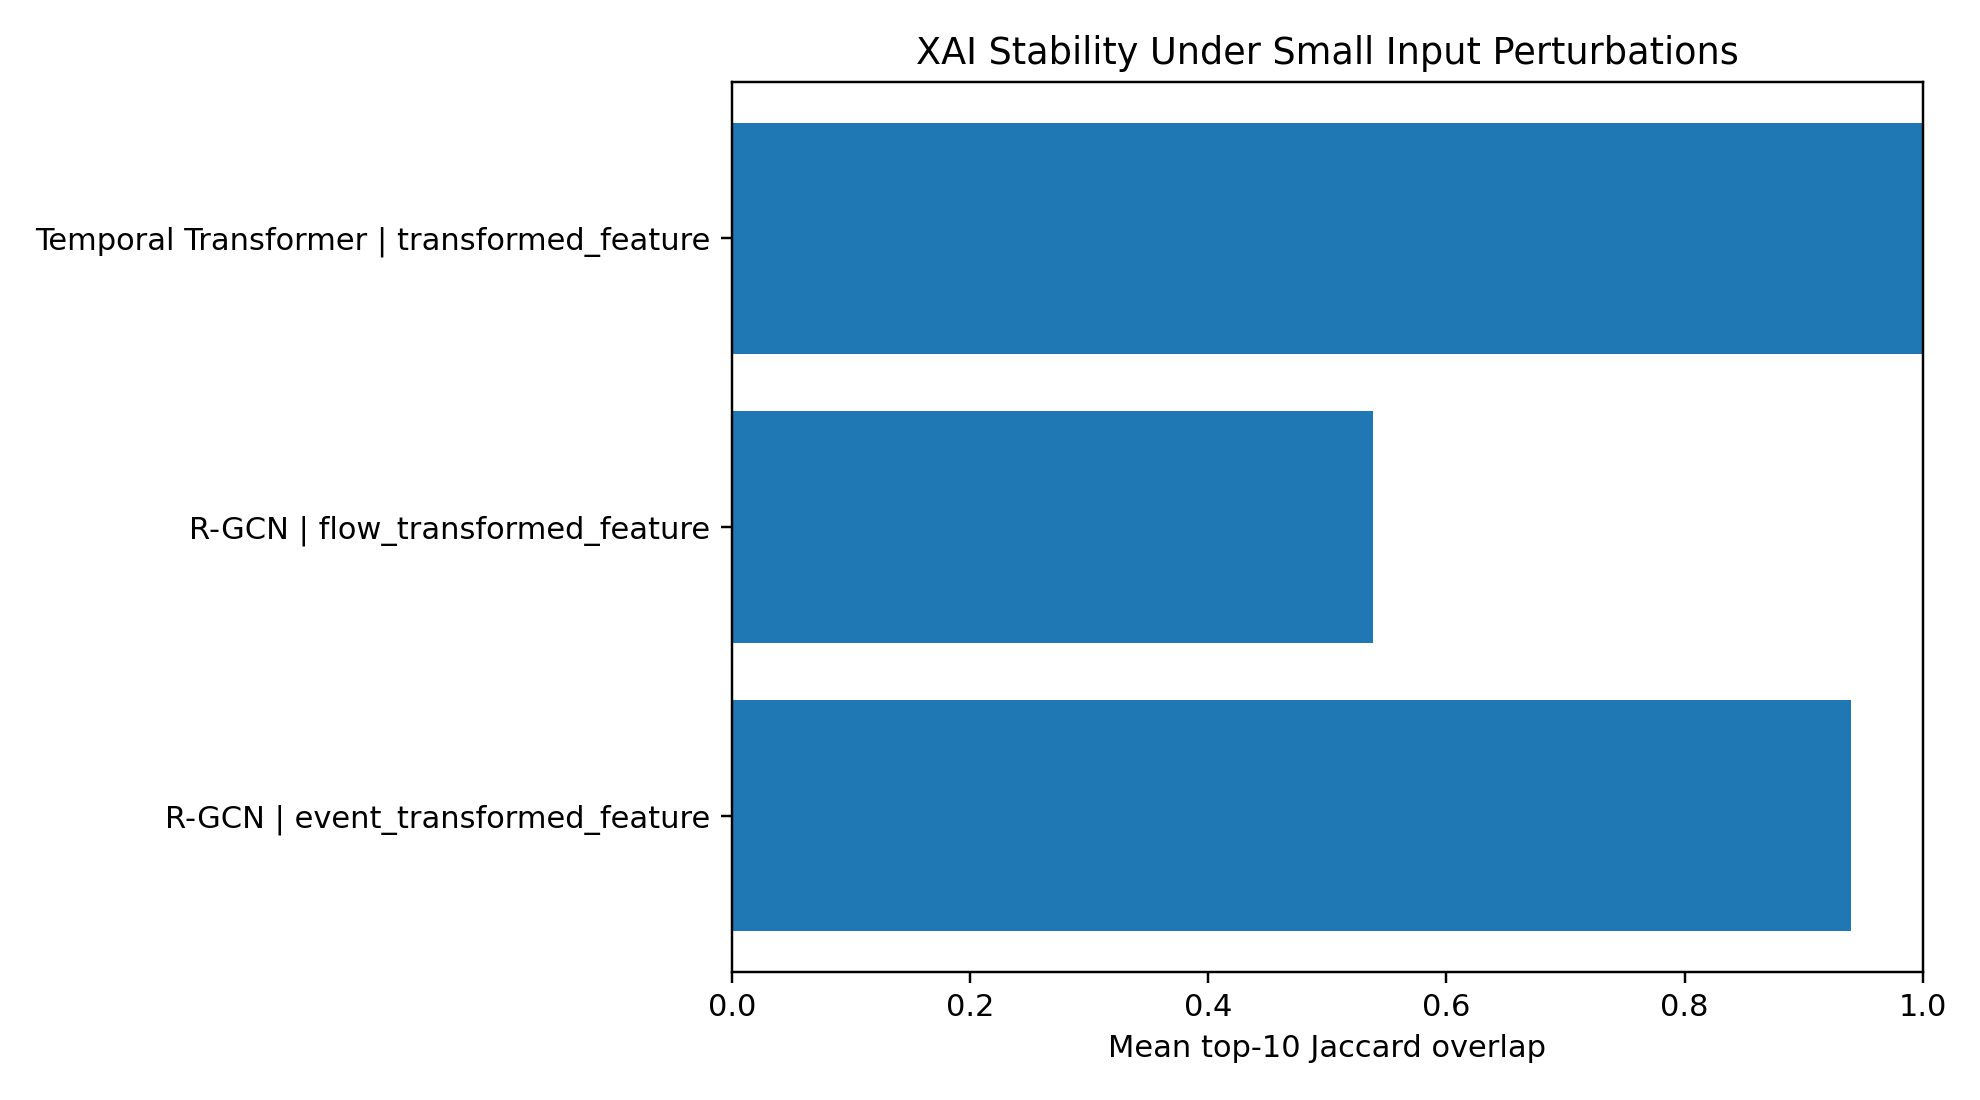 XAI Stability Under Small Input Perturbations
Temporal Transformer | transformed_feature
R-GCN | flow_transformed_feature
R-GCN | event_transformed_feature
0.0 0.2 0.4 0.6 0.8 1.0
Mean top-10 Jaccard overlap